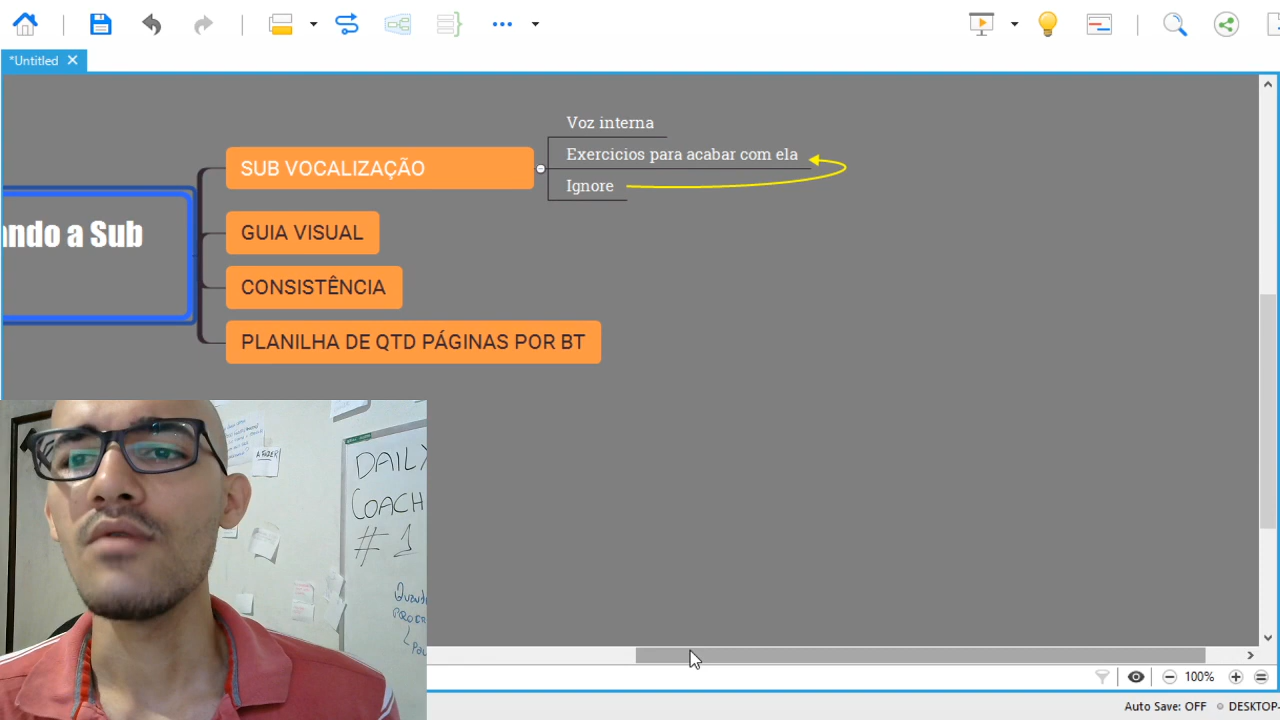 *Untitled
Voz interna
SUB VOCALIZAÇÃO
Exercicios para acabar com ela
Ignore
ando a Sub
GUIA VISUAL
CONSISTÊNCIA
PLANILHA DE QTD PÁGINAS POR BT
A FAZER
DAILY
COACH
# 1
100%
Auto Save: OFF
DESKTOP-